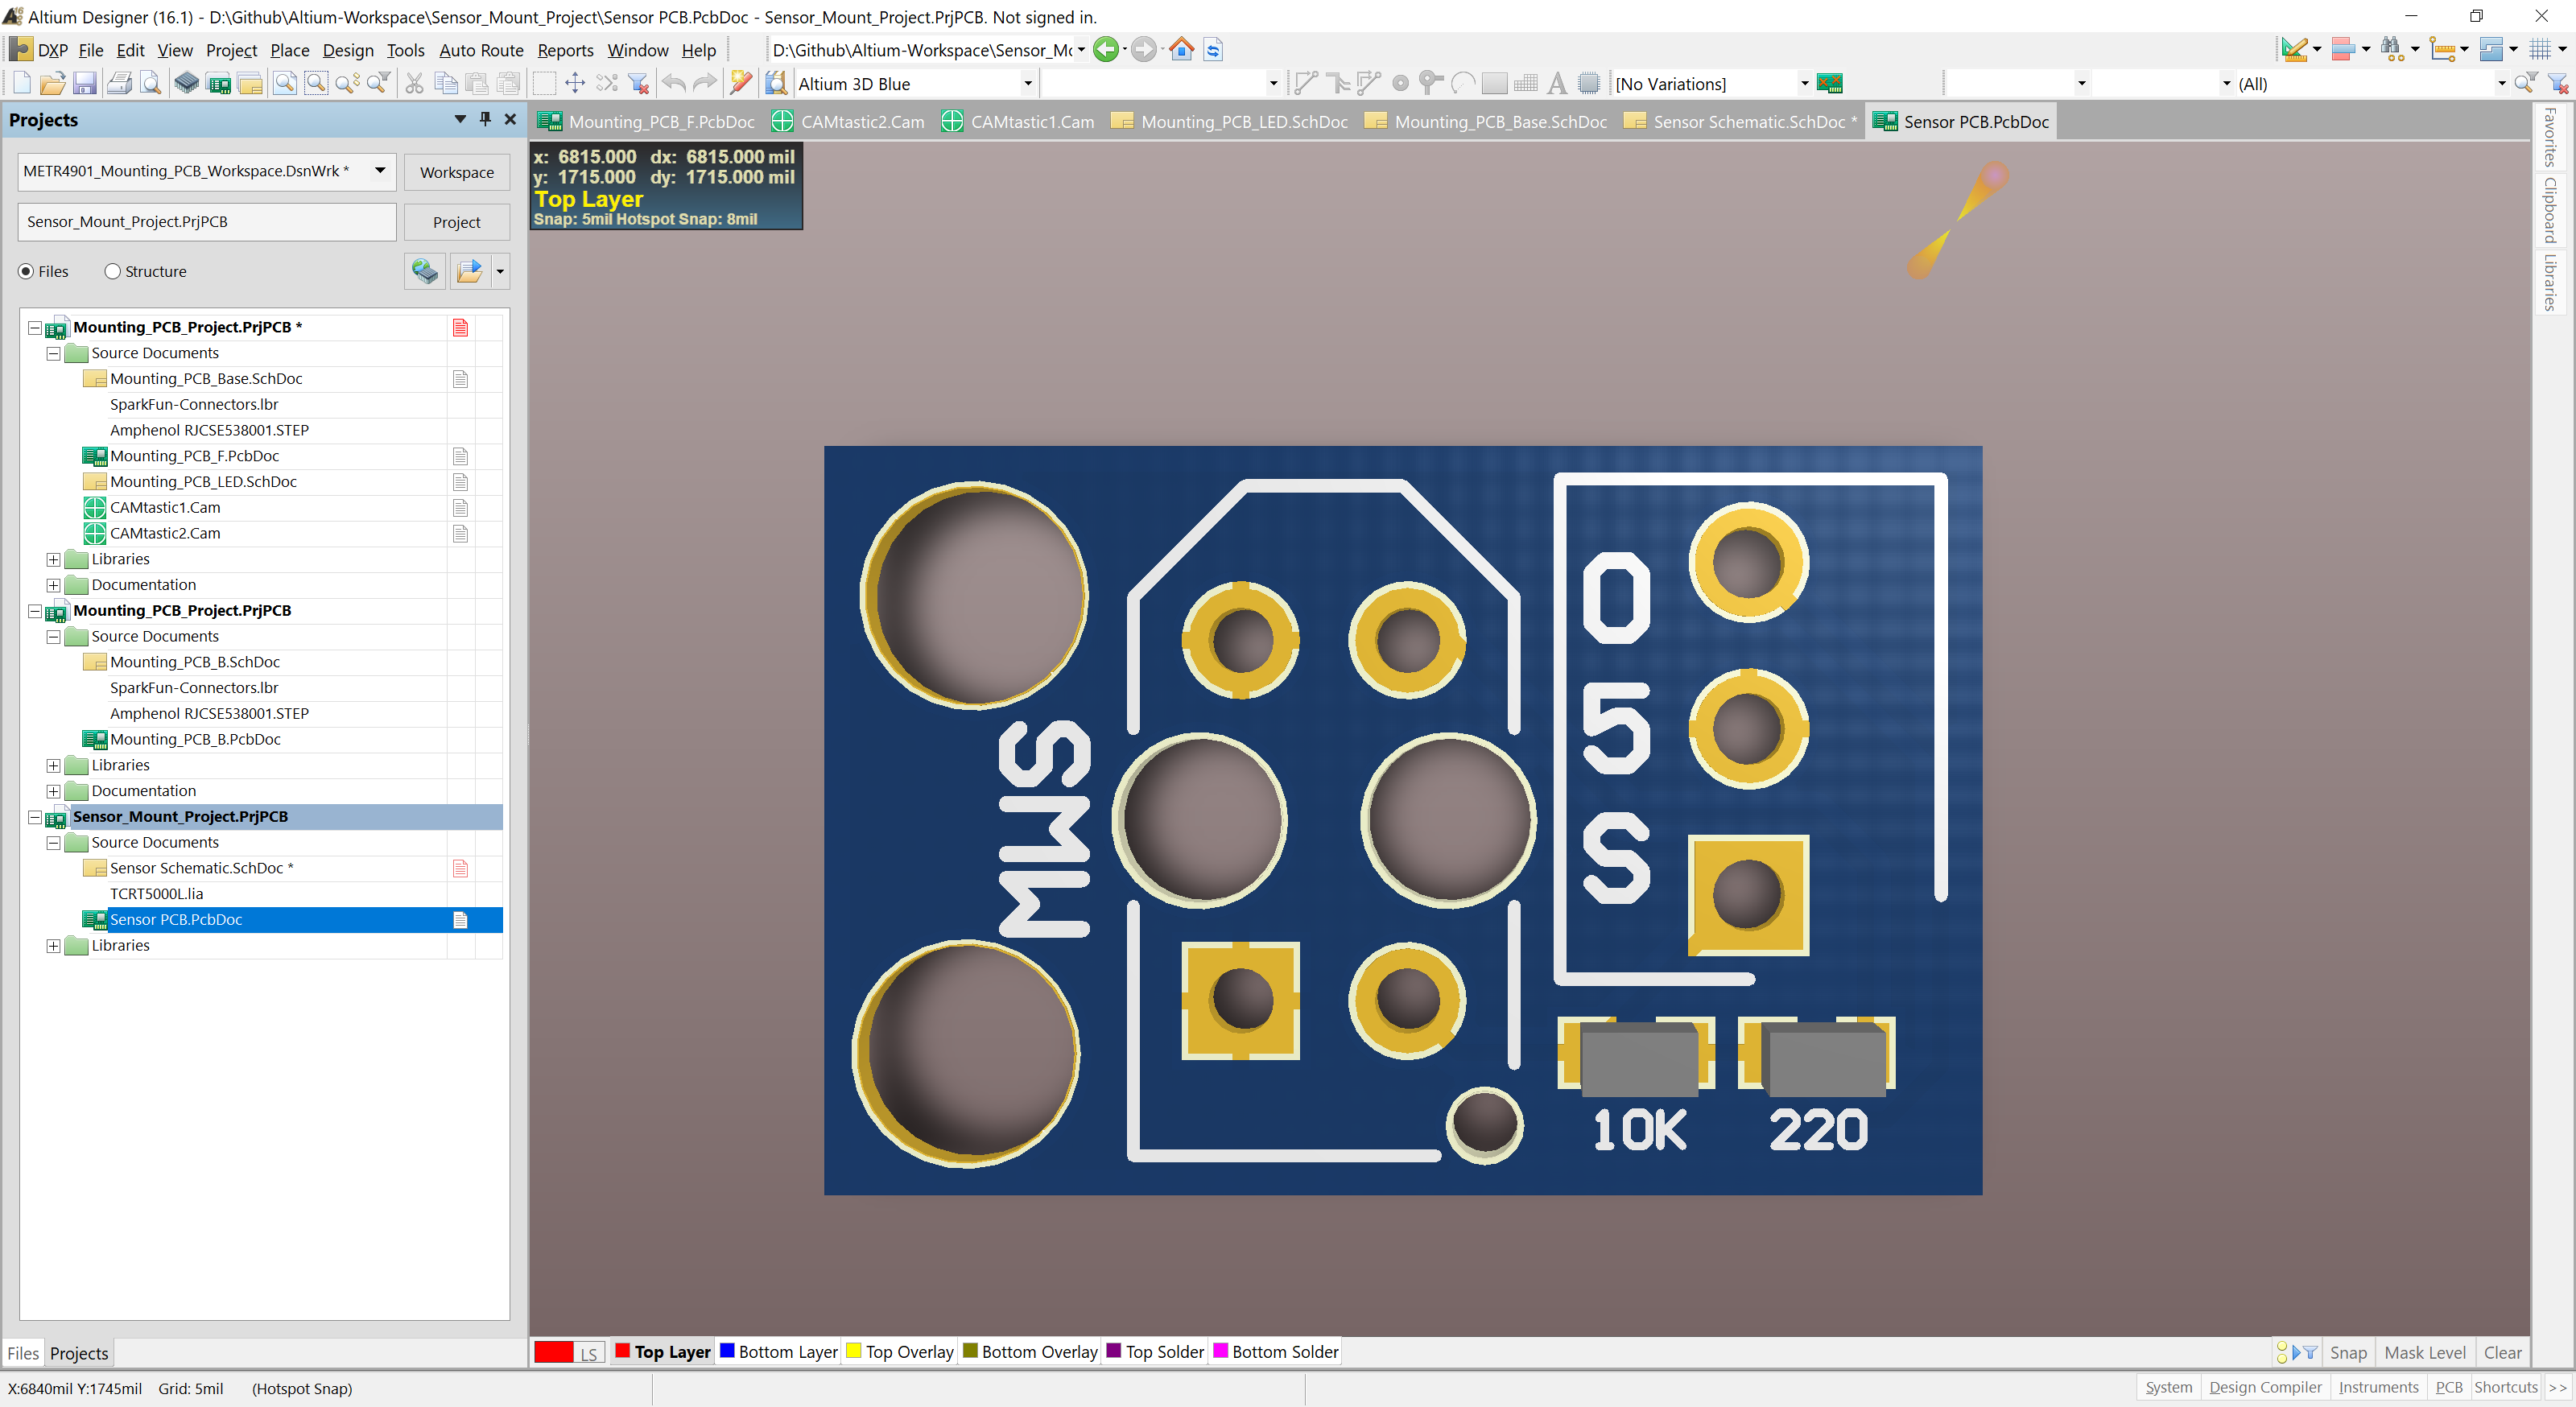 Altium Designer (16.1) - D:\Github\Altium-Workspace\Sensor_Mount_Project\Sensor PCB.PcbDoc - Sensor_Mount_Project.PrjPCB. Not signed in.
DXP File Edit View Project Place Design Tools Auto Route Reports Window Help D:\Github\Altium-Workspace\Sensor_Mc
Altium 3D Blue [No Variations] (All)
Projects
Mounting_PCB_F.PcbDoc CAMtastic2.Cam CAMtastic1.Cam Mounting_PCB_LED.SchDoc Mounting_PCB_Base.SchDoc Sensor Schematic.SchDoc * Sensor PCB.PcbDoc
METR4901_Mounting_PCB_Workspace.DsnWrk * Workspace
Sensor_Mount_Project.PrjPCB Project
Files Structure
Mounting_PCB_Project.PrjPCB *
Source Documents
Mounting_PCB_Base.SchDoc
SparkFun-Connectors.lbr
Amphenol RJCSE538001.STEP
Mounting_PCB_F.PcbDoc
Mounting_PCB_LED.SchDoc
CAMtastic1.Cam
CAMtastic2.Cam
Libraries
Documentation
Mounting_PCB_Project.PrjPCB
Source Documents
Mounting_PCB_B.SchDoc
SparkFun-Connectors.lbr
Amphenol RJCSE538001.STEP
Mounting_PCB_B.PcbDoc
Libraries
Documentation
Sensor_Mount_Project.PrjPCB
Source Documents
Sensor Schematic.SchDoc *
TCRT5000L.lia
Sensor PCB.PcbDoc
Libraries
Files Projects
x: 6815.000 dx: 6815.000 mil
y: 1715.000 dy: 1715.000 mil
Top Layer
Snap: 5mil Hotspot Snap: 8mil
SMM
0
5
S
10K 220
Favorites
Clipboard
Libraries
LS Top Layer Bottom Layer Top Overlay Bottom Overlay Top Solder Bottom Solder Snap Mask Level Clear
X:6840mil Y:1745mil Grid: 5mil (Hotspot Snap) System Design Compiler Instruments PCB Shortcuts >>